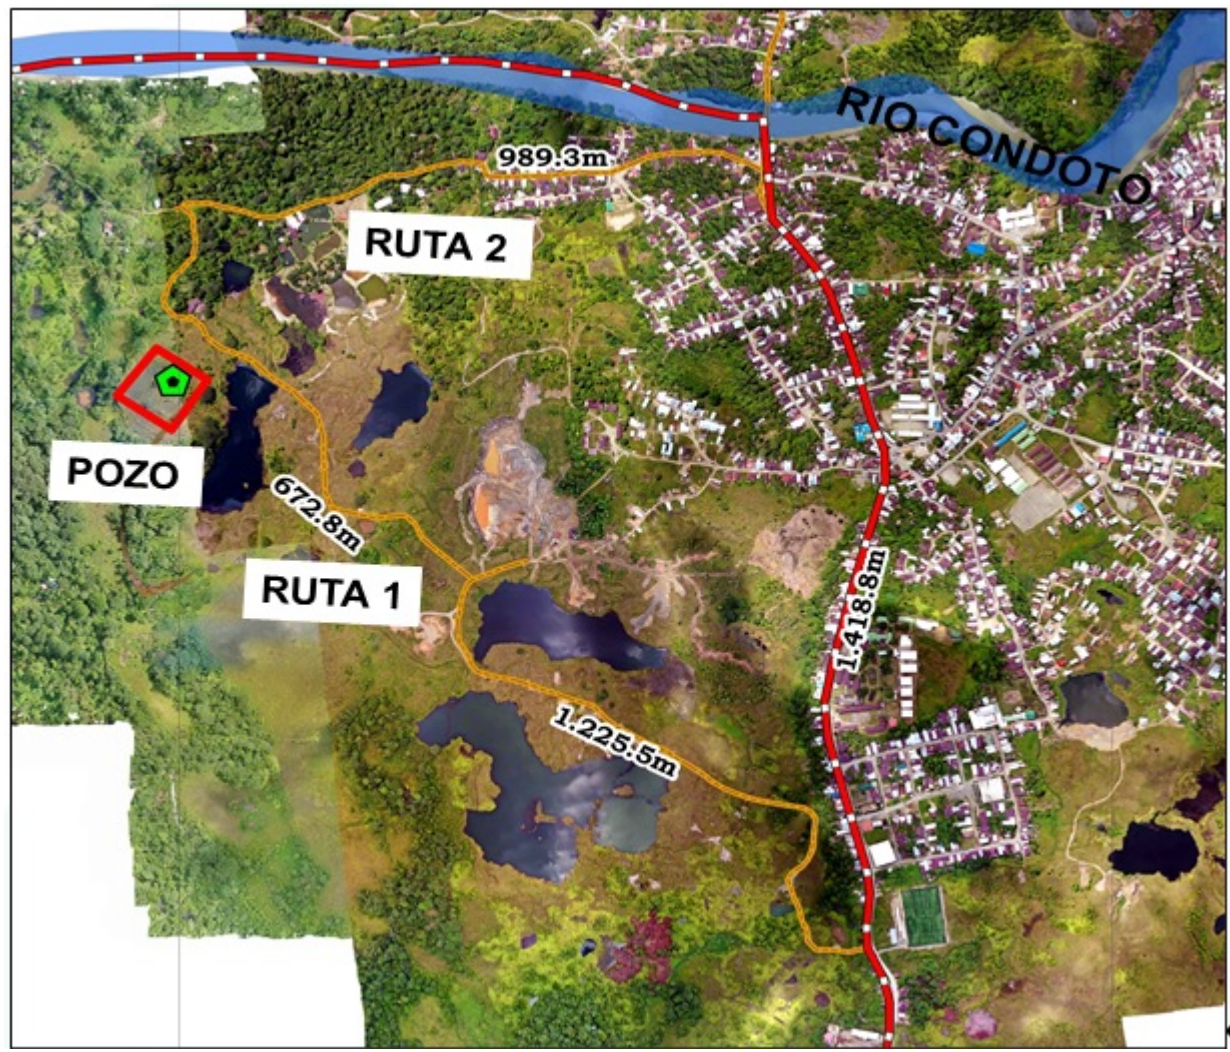 RIO CONDOTO
989.3m
RUTA 2
POZO
672.8m
RUTA 1
1.418.8m
1.225.5m